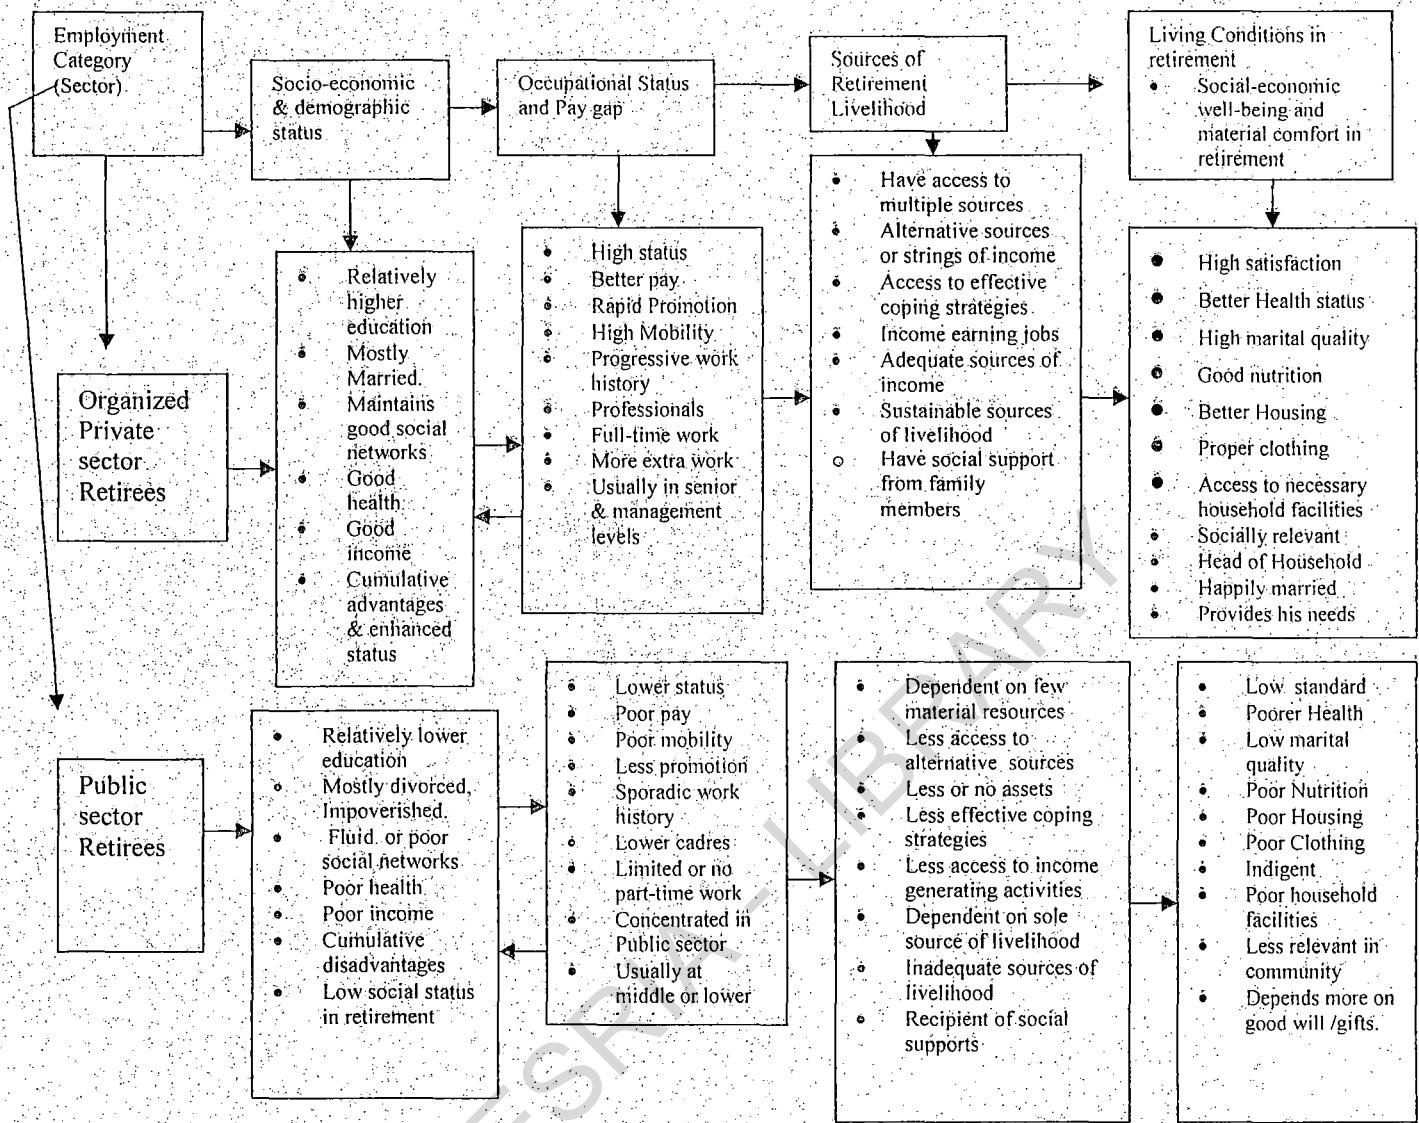 Employment
Category
(Sector)
Socio-economic
& demographic
status
Occupational Status
and Pay gap
Sources of
Retirement
Livelihood
Living Conditions in
retirement
• Social-economic
well-being and
material comfort in
retirement
Organized
Private
sector
Retirees
• Relatively
higher
education
• Mostly
Married.
• Maintains
good social
networks
• Good
health
• Good
income
• Cumulative
advantages
& enhanced
status
• High status
• Better pay
• Rapid Promotion
• High Mobility
• Progressive work
history
• Professionals
• Full-time work
• More extra work
• Usually in senior
& management
levels
• Have access to
multiple sources
• Alternative sources
or strings of income
• Access to effective
coping strategies
• Income earning jobs
• Adequate sources of
income
• Sustainable sources
of livelihood
○ Have social support
from family
members
• High satisfaction
• Better Health status
• High marital quality
• Good nutrition
• Better Housing
• Proper clothing
• Access to necessary
household facilities
• Socially relevant
• Head of Household
• Happily married
• Provides his needs
Public
sector
Retirees
• Relatively lower
education
• Mostly divorced,
Impoverished.
• Fluid or poor
social networks
• Poor health
• Poor income
• Cumulative
disadvantages
• Low social status
in retirement
• Lower status
• Poor pay
• Poor mobility
• Less promotion
• Sporadic work
history
• Lower cadres
• Limited or no
part-time work
• Concentrated in
Public sector
• Usually at
middle or lower
• Dependent on few
material resources
• Less access to
alternative sources
• Less or no assets
• Less effective coping
strategies
• Less access to income
generating activities
• Dependent on sole
source of livelihood
• Inadequate sources of
livelihood
• Recipient of social
supports
• Low standard
• Poorer Health
• Low marital
quality
• Poor Nutrition
• Poor Housing
• Poor Clothing
• Indigent
• Poor household
facilities
• Less relevant in
community
• Depends more on
good will /gifts.
ESRIA - LIBRARY